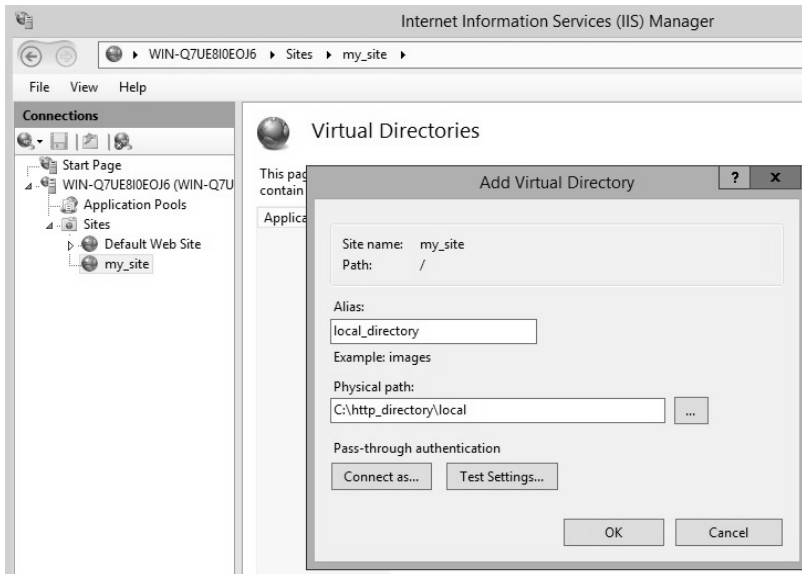 Internet Information Services (IIS) Manager
WIN-Q7UE8I0EOJ6 Sites my_site
File View Help
Connections
Start Page
WIN-Q7UE8I0EOJ6 (WIN-Q7U
Application Pools
Sites
Default Web Site
my_site
Virtual Directories
This pag
contain
Applica
Add Virtual Directory
? x
Site name: my_site
Path: /
Alias:
local_directory
Example: images
Physical path:
C:\http_directory\local
...
Pass-through authentication
Connect as... Test Settings...
OK Cancel